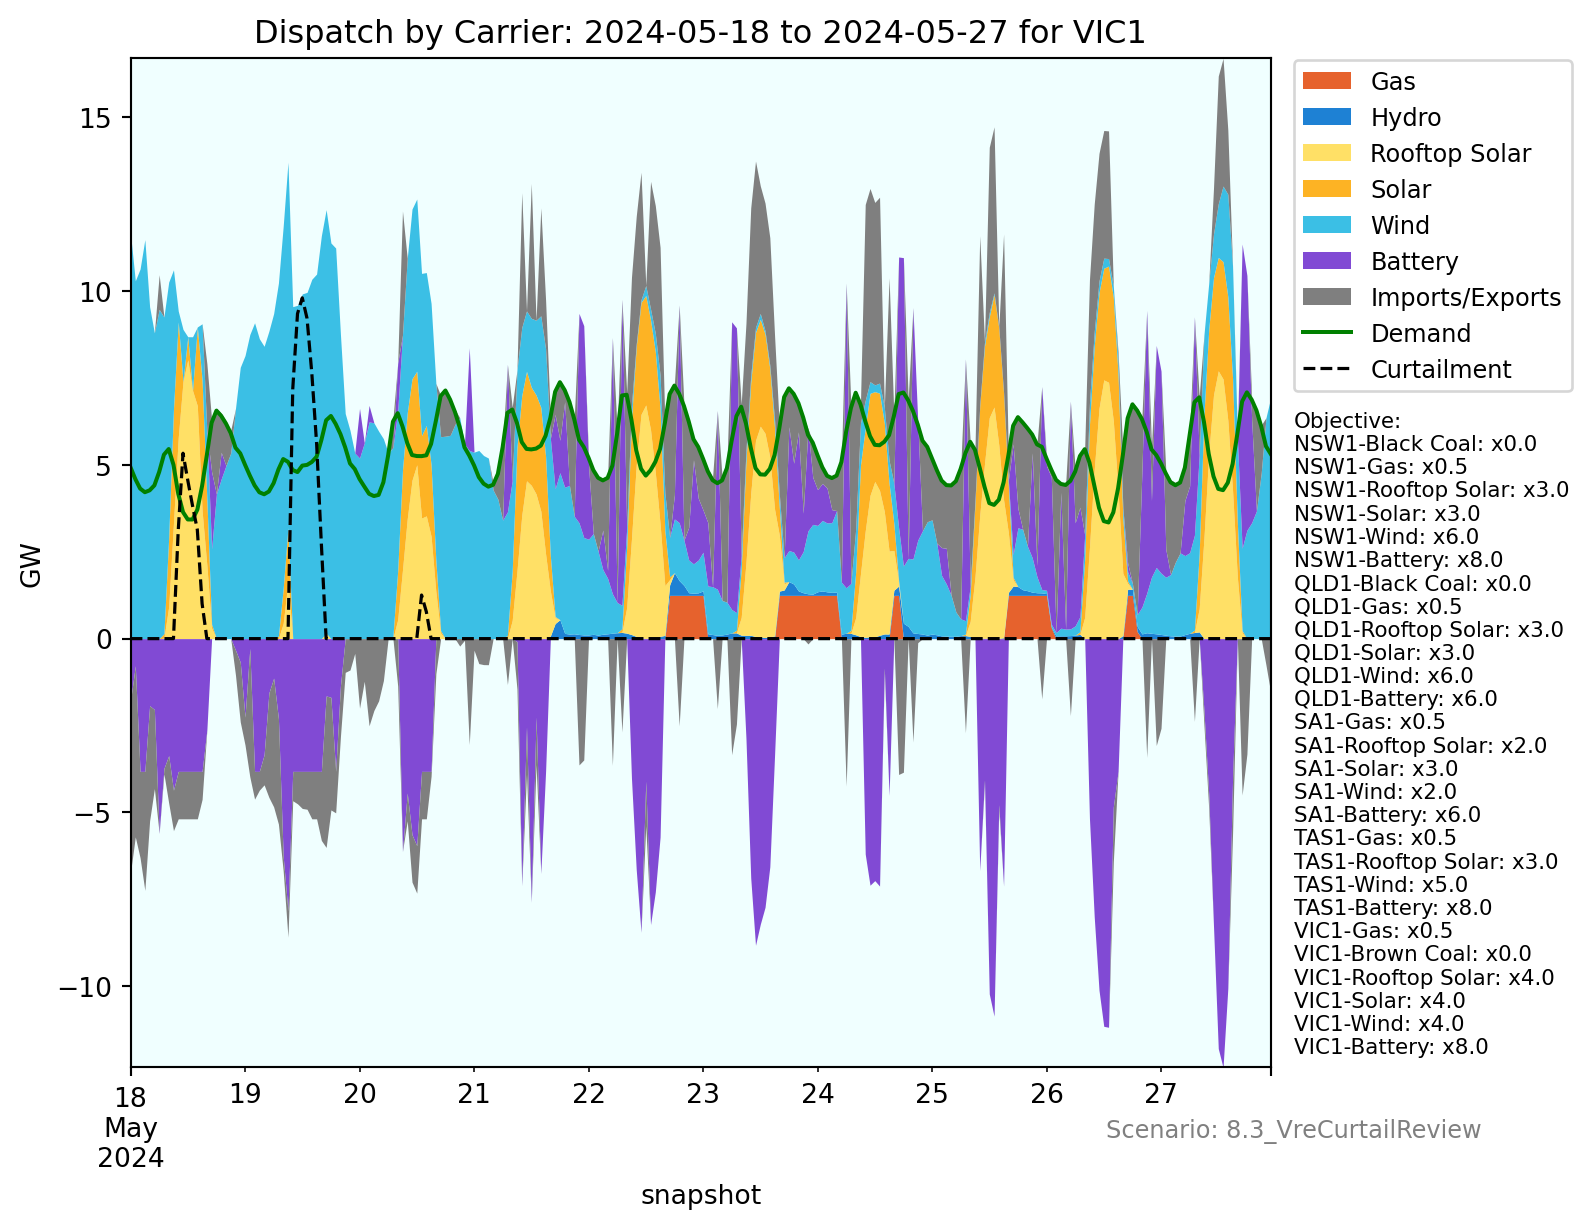 Dispatch by Carrier: 2024-05-18 to 2024-05-27 for VIC1
GW
15
10
5
0
−5
−10
18
May
2024
19
20
21
22
23
24
25
26
27
snapshot
Gas
Hydro
Rooftop Solar
Solar
Wind
Battery
Imports/Exports
Demand
Curtailment
Objective:
NSW1-Black Coal: x0.0
NSW1-Gas: x0.5
NSW1-Rooftop Solar: x3.0
NSW1-Solar: x3.0
NSW1-Wind: x6.0
NSW1-Battery: x8.0
QLD1-Black Coal: x0.0
QLD1-Gas: x0.5
QLD1-Rooftop Solar: x3.0
QLD1-Solar: x3.0
QLD1-Wind: x6.0
QLD1-Battery: x6.0
SA1-Gas: x0.5
SA1-Rooftop Solar: x2.0
SA1-Solar: x3.0
SA1-Wind: x2.0
SA1-Battery: x6.0
TAS1-Gas: x0.5
TAS1-Rooftop Solar: x3.0
TAS1-Wind: x5.0
TAS1-Battery: x8.0
VIC1-Gas: x0.5
VIC1-Brown Coal: x0.0
VIC1-Rooftop Solar: x4.0
VIC1-Solar: x4.0
VIC1-Wind: x4.0
VIC1-Battery: x8.0
Scenario: 8.3_VreCurtailReview